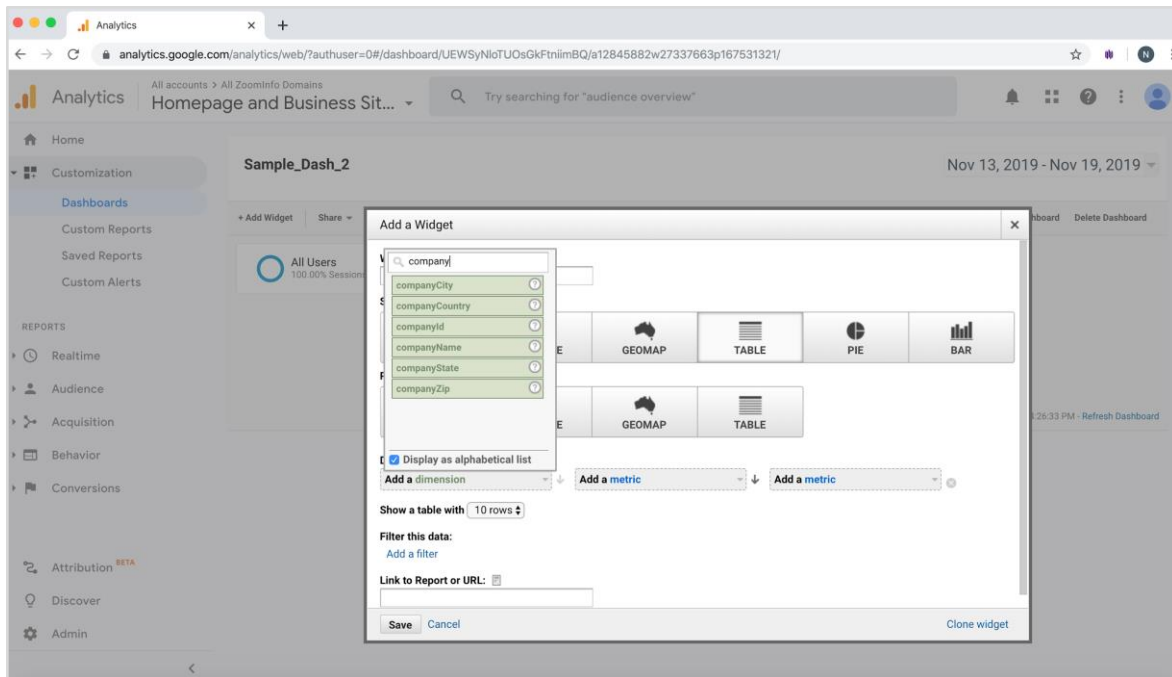 Analytics
analytics.google.com/analytics/web/?authuser=0#/dashboard/UEWSyNloTUOsGkFtniimBQ/a12845882w27337663p167531321/
N
Analytics
All accounts > All ZoomInfo Domains
Homepage and Business Sit...
Try searching for "audience overview"
Home
Customization
Dashboards
Custom Reports
Saved Reports
Custom Alerts
REPORTS
Realtime
Audience
Acquisition
Behavior
Conversions
Attribution BETA
Discover
Admin
Sample_Dash_2
Nov 13, 2019 - Nov 19, 2019
+ Add Widget Share
Delete Dashboard
All Users
100.00% Session
26:33 PM - Refresh Dashboard
Add a Widget
company
companyCity
companyCountry
companyId
companyName
companyState
companyZip
Display as alphabetical list
GEOMAP TABLE PIE BAR
GEOMAP TABLE
Add a dimension Add a metric Add a metric
Show a table with 10 rows
Filter this data:
Add a filter
Link to Report or URL:
Save Cancel Clone widget